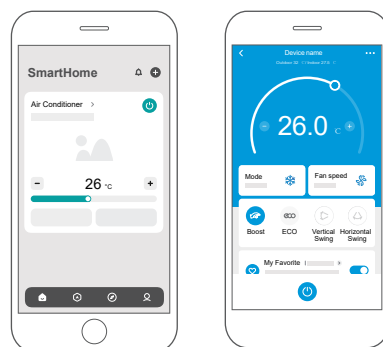 SmartHome
Air Conditioner >
- 26 °C +
Device name
- 26.0 °C +
Mode
Fan speed
eco
Boost ECO Vertical Swing Horizontal Swing
My Favorite